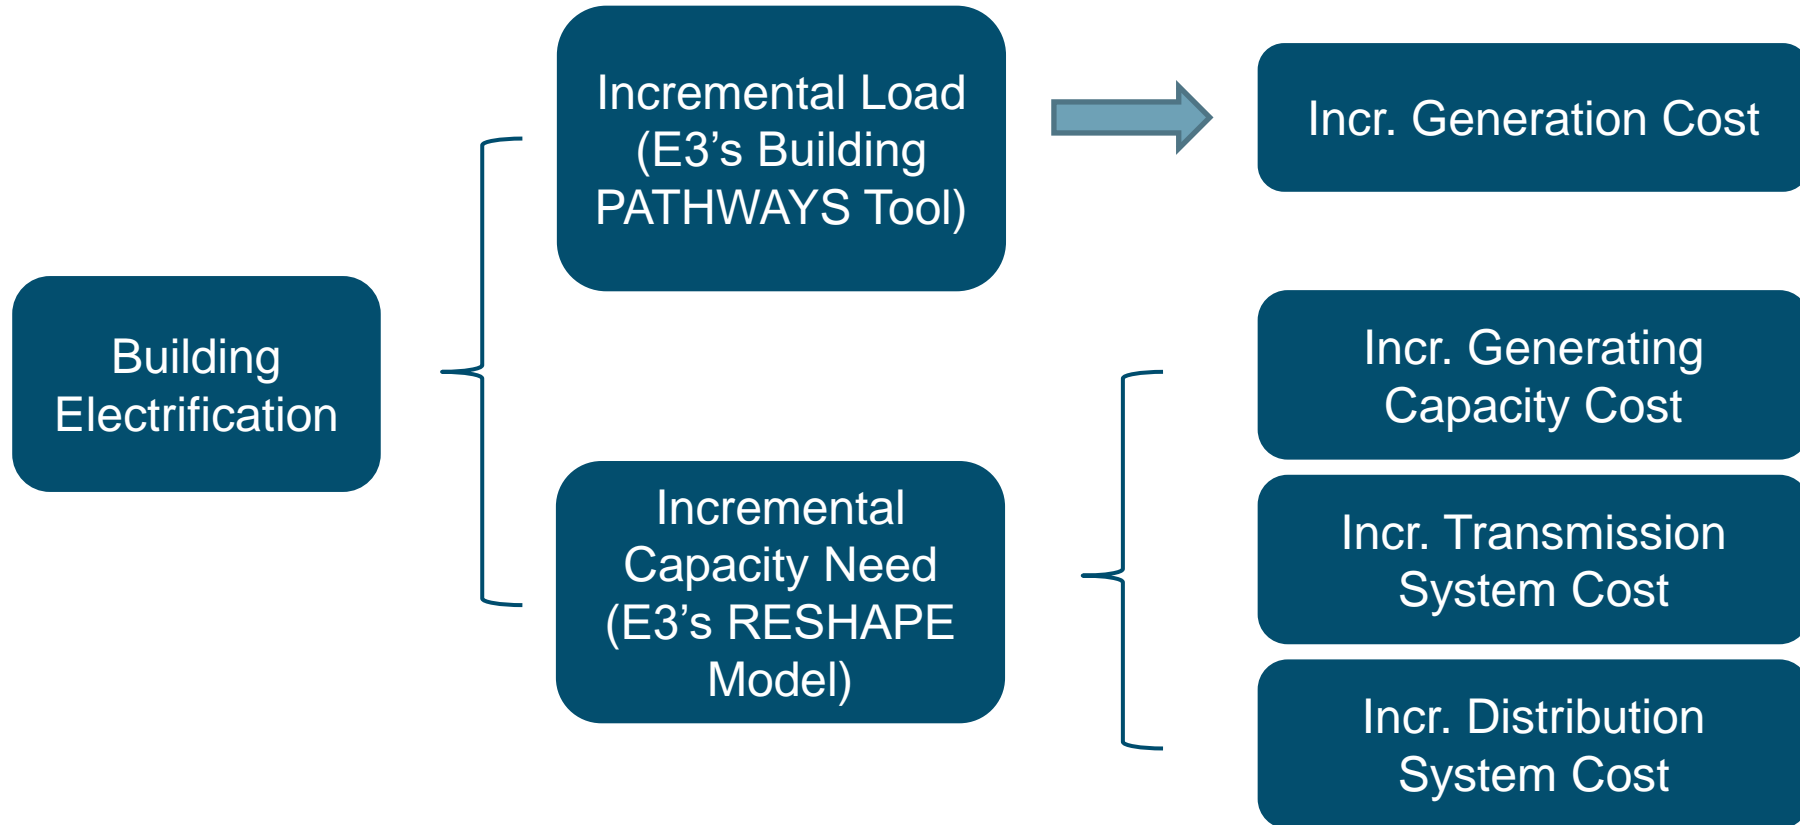 Building
Electrification
Incremental Load
(E3’s Building
PATHWAYS Tool)
Incr. Generation Cost
Incremental
Capacity Need
(E3’s RESHAPE
Model)
Incr. Generating
Capacity Cost
Incr. Transmission
System Cost
Incr. Distribution
System Cost